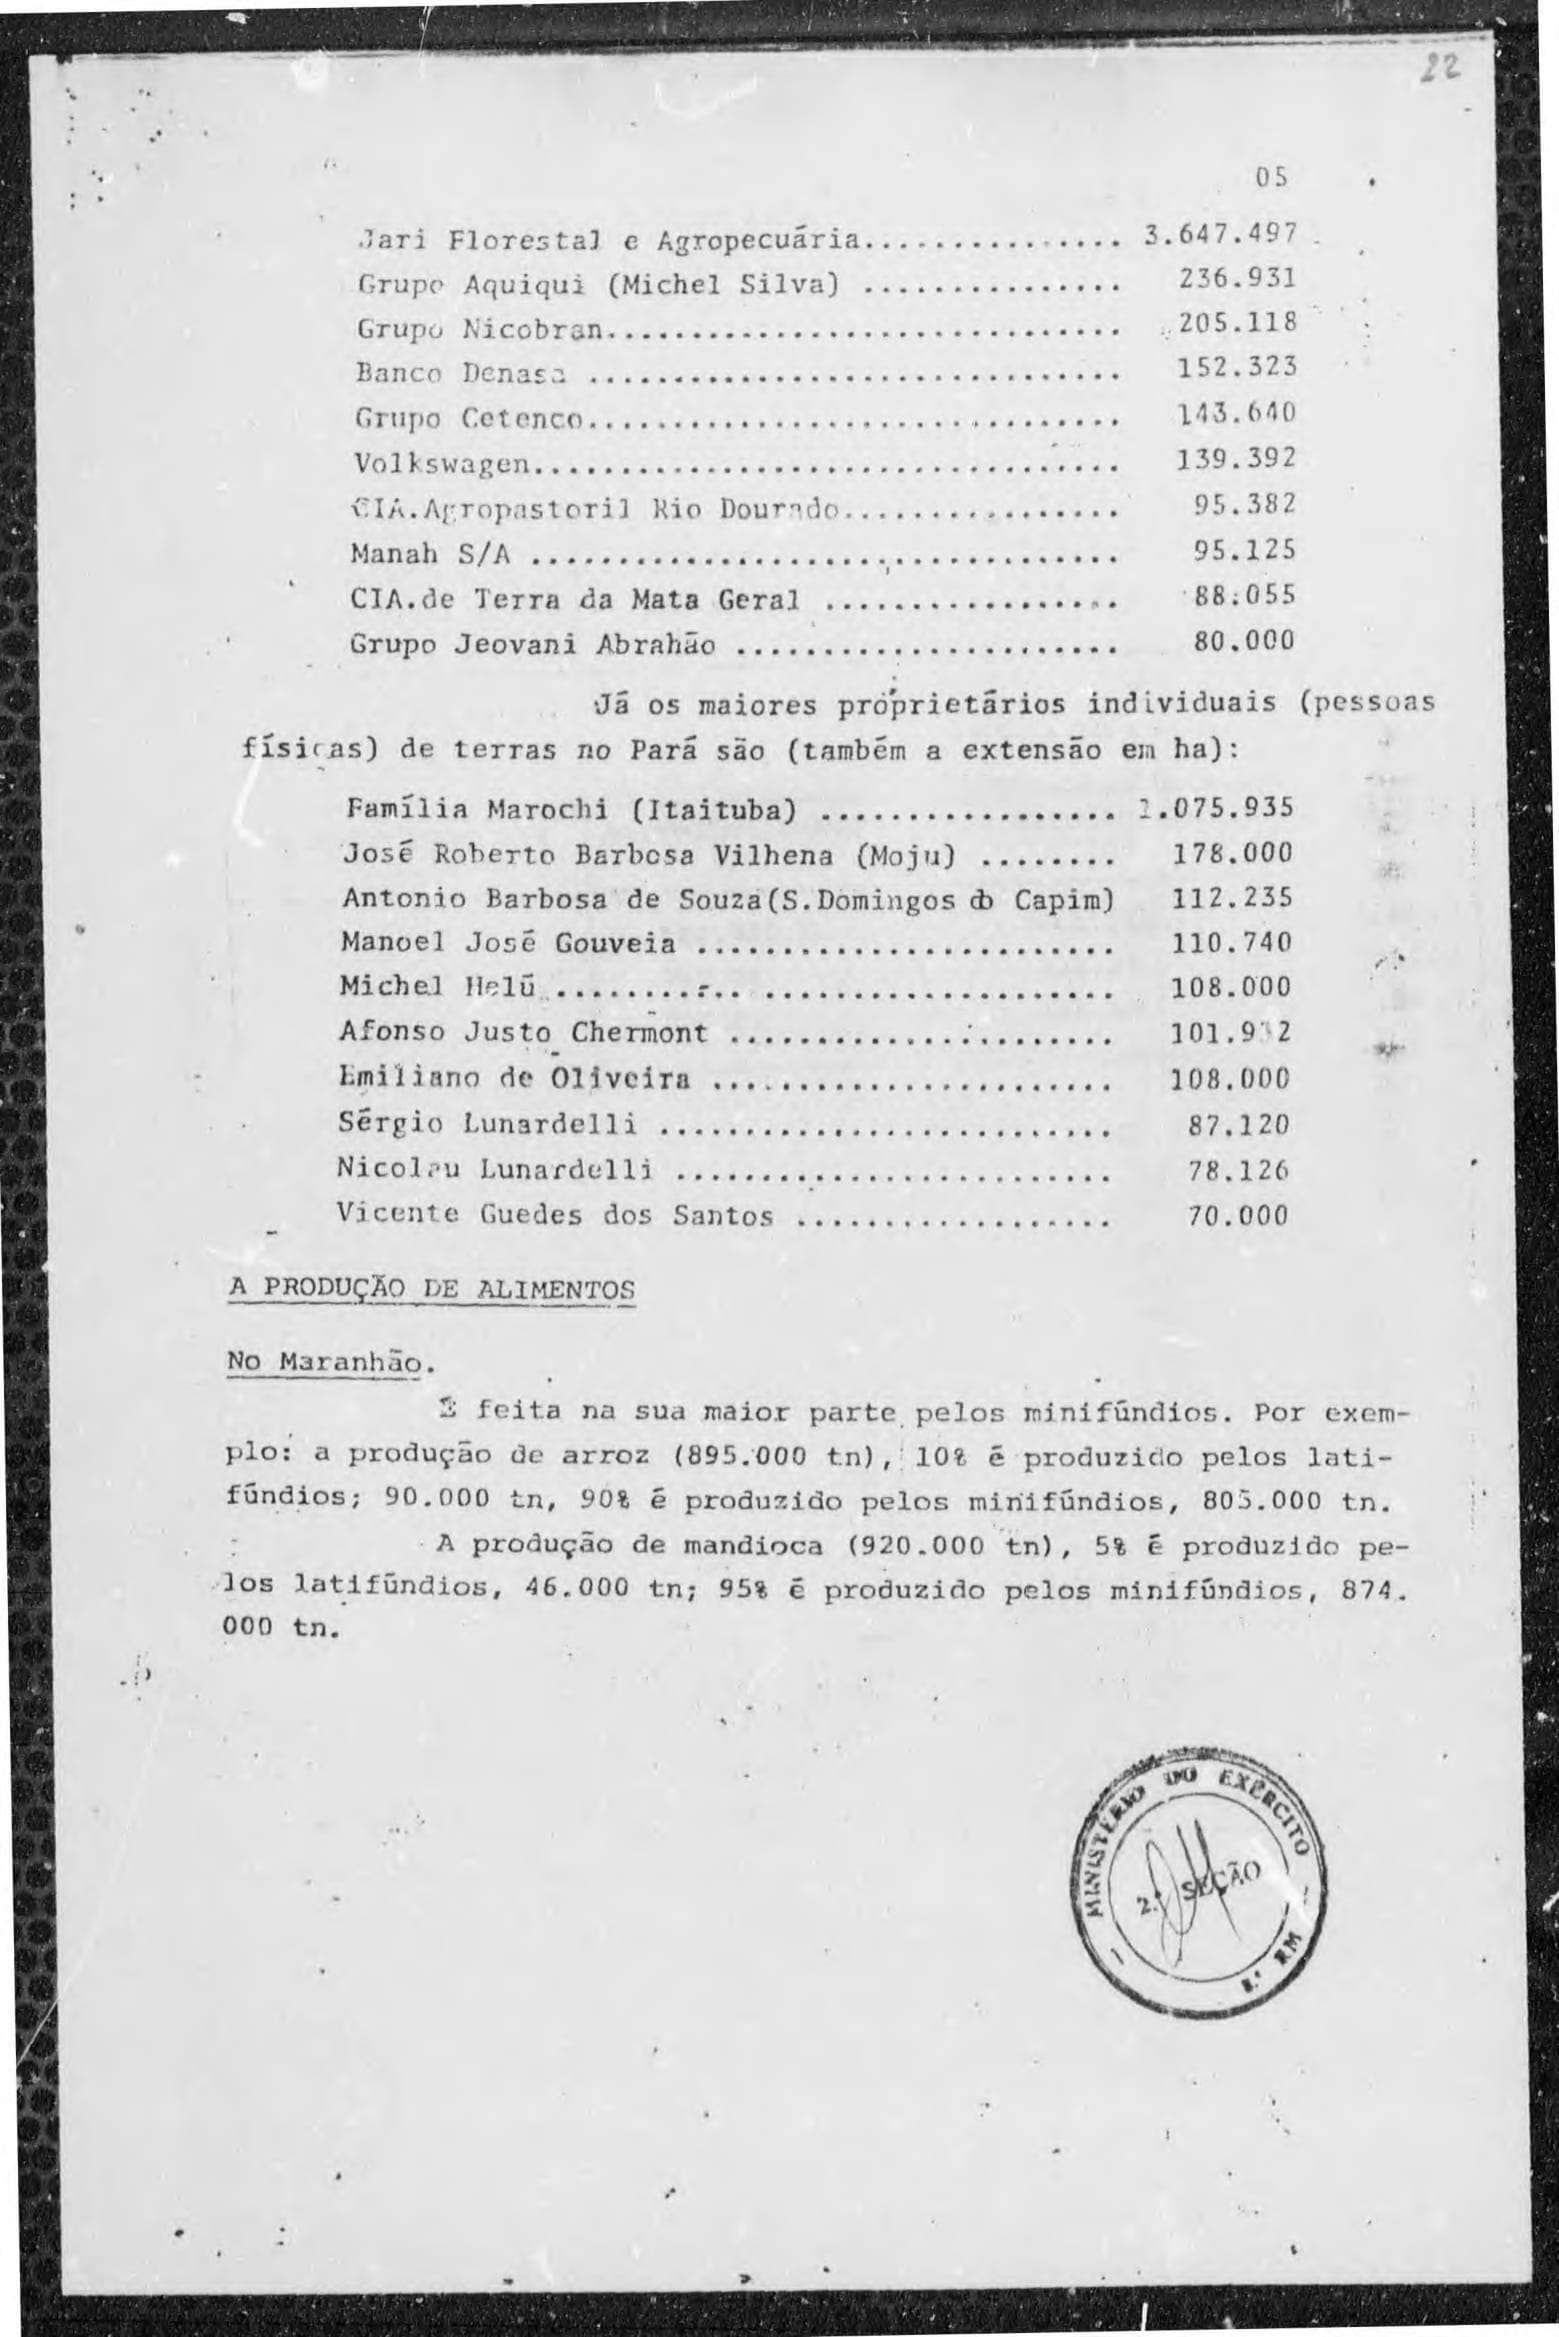 22
05
Jari Florestal e Agropecuária................ 3.647.497
Grupo Aquiqui (Michel Silva) ............... 236.931
Grupo Nicobran.............................. 205.118
Banco Denasa ............................... 152.323
Grupo Cetenco............................... 143.640
Volkswagen.................................. 139.392
CIA.Agropastoril Rio Dourado................ 95.382
Manah S/A .................................. 95.125
CIA.de Terra da Mata Geral ................. 88.055
Grupo Jeovani Abrahão ...................... 80.000
Já os maiores proprietários individuais (pessoas
físicas) de terras no Pará são (também a extensão em ha):
Família Marochi (Itaituba) ................. 1.075.935
José Roberto Barbosa Vilhena (Moju) ........ 178.000
Antonio Barbosa de Souza(S.Domingos do Capim) 112.235
Manoel José Gouveia ........................ 110.740
Michel Helú ................................ 108.000
Afonso Justo Chermont ......................
Emiliano de Oliveira ....................... 108.000
Sérgio Lunardelli .......................... 87.120
Nicolau Lunardelli ......................... 78.126
Vicente Guedes dos Santos .................. 70.000
A PRODUÇÃO DE ALIMENTOS
No Maranhão.
É feita na sua maior parte pelos minifúndios. Por exem-
plo: a produção de arroz (895.000 tn), 10% é produzido pelos lati-
fúndios; 90.000 tn, 90% é produzido pelos minifúndios, 805.000 tn.
A produção de mandioca (920.000 tn), 5% é produzido pe-
los latifúndios, 46.000 tn; 95% é produzido pelos minifúndios, 874.
000 tn.
MINISTÉRIO DO EXÉRCITO
2.ª SEÇÃO
RM